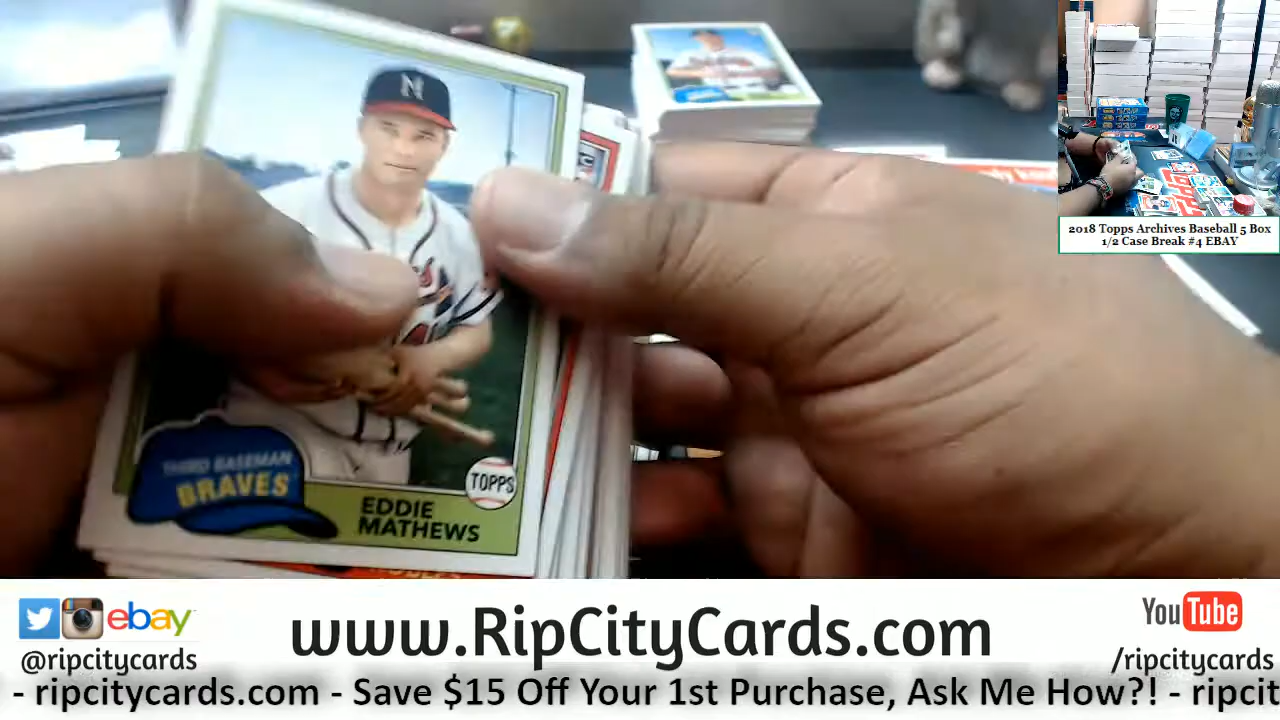 N
THIRD BASEMAN
BRAVES
TOPPS
EDDIE
MATHEWS
2018 Topps Archives Baseball 5 Box
1/2 Case Break #4 EBAY
ebay
@ripcitycards
www.RipCityCards.com
YouTube
/ripcitycards
- ripcitycards.com - Save $15 Off Your 1st Purchase, Ask Me How?! - ripcit